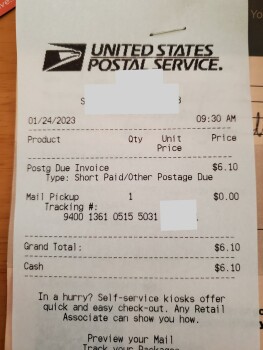 UNITED STATES
POSTAL SERVICE.
01/24/2023 09:30 AM
Product Qty Unit Price
Price
Postg Due Invoice $6.10
Type: Short Paid/Other Postage Due
Mail Pickup 1 $0.00
Tracking #:
9400 1361 0515 5031
Grand Total: $6.10
Cash $6.10
In a hurry? Self-service kiosks offer
quick and easy check-out. Any Retail
Associate can show you how.
Preview your Mail
Track your Packages